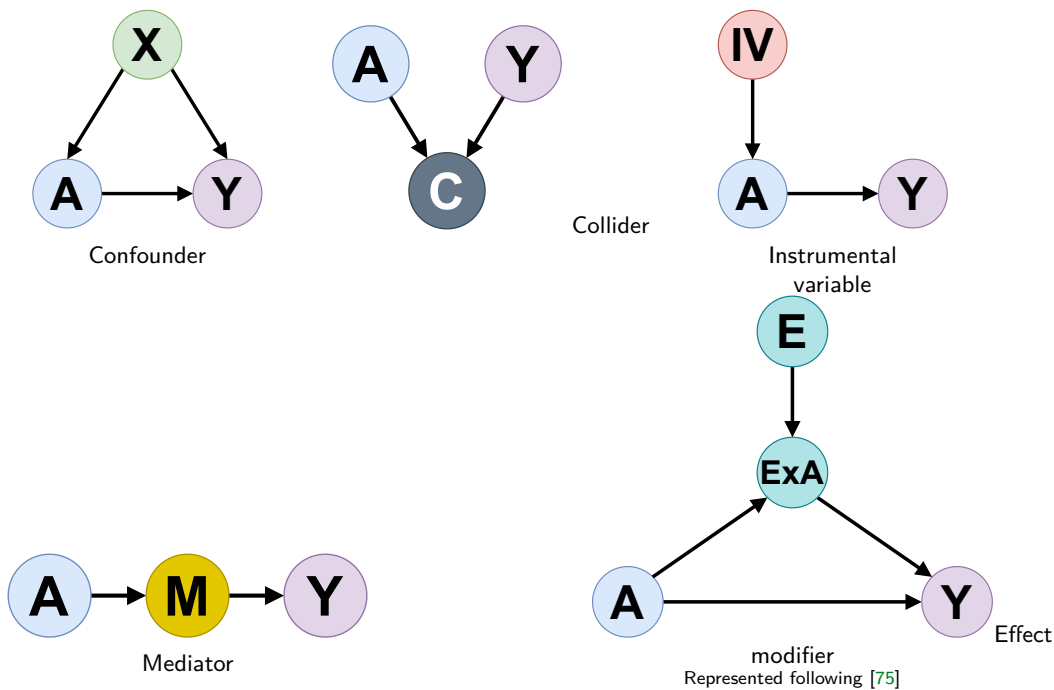 X
A
Y
Confounder
A
Y
C
Collider
IV
A
Y
Instrumental
variable
A
M
Y
Mediator
E
ExA
A
Y
Effect
modifier
Represented following [75]